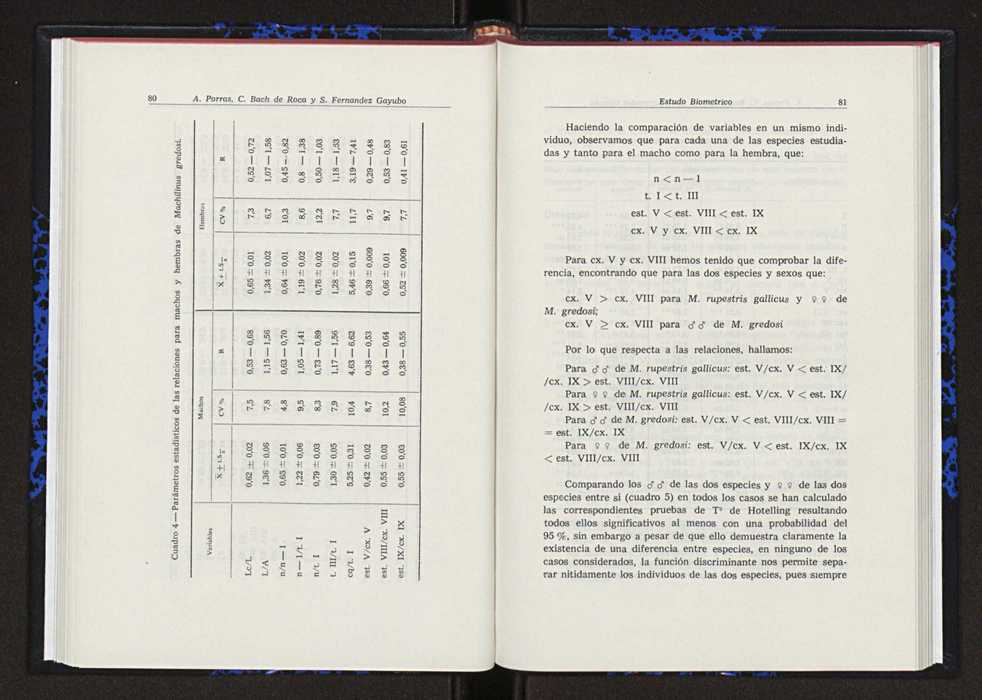 80 A. Porras, C. Bach de Roca y S. Fernandez Gayubo
Cuadro 4 — Parámetros estadísticos de las relaciones para machos y hembras de Machilinus gredosi.
Machos Hembras
Variables X̄ ± t.S x̄ CV % R X̄ ± t.S x̄ CV % R
Lc/L 0,62 ± 0,02 7,5 0,53 — 0,68 0,65 ± 0,01 7,3 0,52 — 0,72
L/A 1,36 ± 0,06 7,8 1,15 — 1,56 1,34 ± 0,02 6,7 1,07 — 1,58
n/n — 1 0,65 ± 0,01 4,8 0,63 — 0,70 0,64 ± 0,01 10,3 0,45 — 0,82
n — 1/t. I 1,22 ± 0,06 9,5 1,05 — 1,41 1,19 ± 0,02 8,6 0,8 — 1,38
n/t. I 0,79 ± 0,03 8,3 0,73 — 0,89 0,76 ± 0,02 12,2 0,50 — 1,03
t. III/t. I 1,30 ± 0,05 7,9 1,17 — 1,56 1,28 ± 0,02 7,7 1,18 — 1,53
cq/t. I 5,25 ± 0,31 10,4 4,63 — 6,62 5,46 ± 0,15 11,7 3,19 — 7,41
est. V/cx. V 0,42 ± 0,02 8,7 0,38 — 0,53 0,39 ± 0,009 9,7 0,29 — 0,48
est. VIII/cx. VIII 0,55 ± 0,03 10,2 0,43 — 0,64 0,66 ± 0,01 9,7 0,53 — 0,83
est. IX/cx. IX 0,55 ± 0,03 10,08 0,38 — 0,55 0,52 ± 0,009 7,7 0,41 — 0,61
Estudo Biometrico 81
Haciendo la comparación de variables en un mismo indi-
viduo, observamos que para cada una de las especies estudia-
das y tanto para el macho como para la hembra, que:
n < n — 1
t. I < t. III
est. V < est. VIII < est. IX
cx. V y cx. VIII < cx. IX
Para cx. V y cx. VIII hemos tenido que comprobar la dife-
rencia, encontrando que para las dos especies y sexos que:
cx. V > cx. VIII para M. rupestris gallicus y ♀♀ de
M. gredosi;
cx. V ≥ cx. VIII para ♂♂ de M. gredosi
Por lo que respecta a las relaciones, hallamos:
Para ♂♂ de M. rupestris gallicus: est. V/cx. V < est. IX/
/cx. IX > est. VIII/cx. VIII
Para ♀♀ de M. rupestris gallicus: est. V/cx. V < est. IX/
/cx. IX > est. VIII/cx. VIII
Para ♂♂ de M. gredosi: est. V/cx. V < est. VIII/cx. VIII =
= est. IX/cx. IX
Para ♀♀ de M. gredosi: est. V/cx. V < est. IX/cx. IX
< est. VIII/cx. VIII
Comparando los ♂♂ de las dos especies y ♀♀ de las dos
especies entre si (cuadro 5) en todos los casos se han calculado
las correspondientes pruebas de T² de Hotelling resultando
todos ellos significativos al menos con una probabilidad del
95 %, sin embargo a pesar de que ello demuestra claramente la
existencia de una diferencia entre especies, en ninguno de los
casos considerados, la función discriminante nos permite sepa-
rar nitidamente los individuos de las dos especies, pues siempre